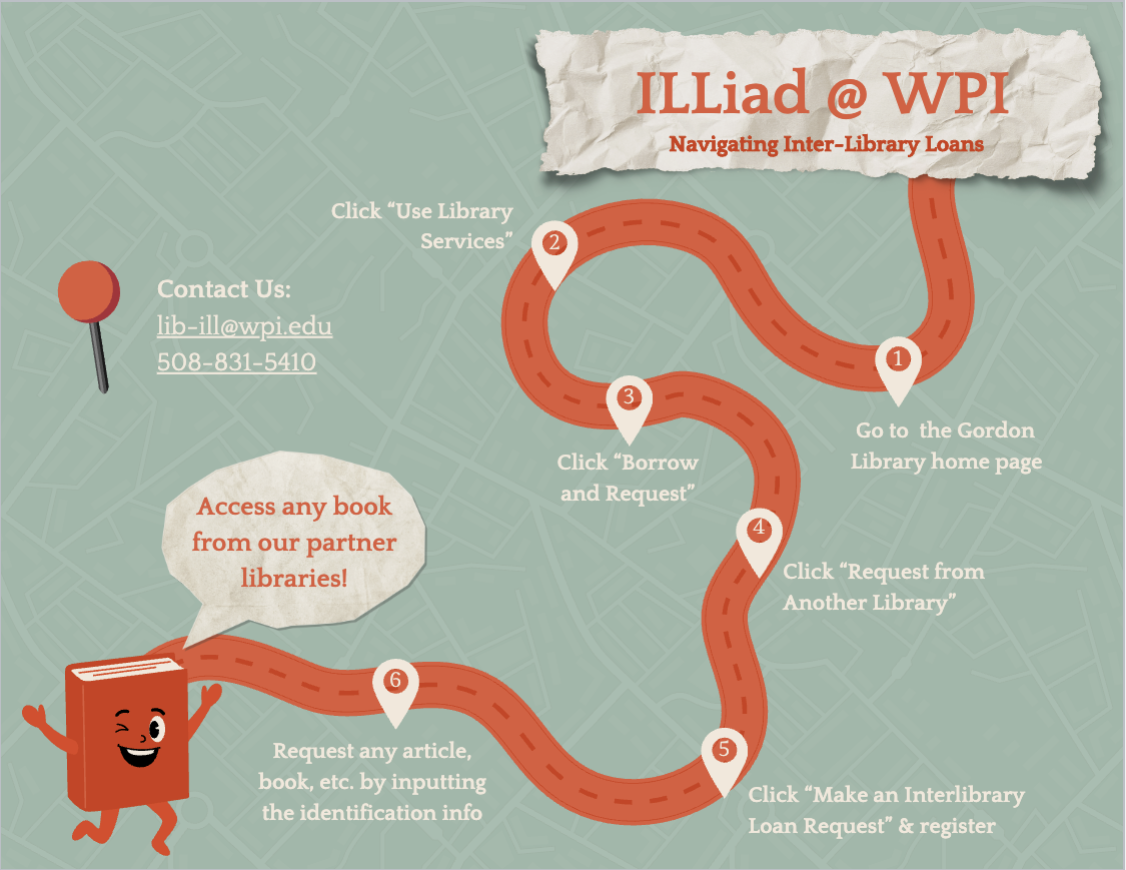 ILLiad @ WPI
Navigating Inter-Library Loans
1
Go to the Gordon
Library home page
2
Click “Use Library
Services”
3
Click “Borrow
and Request”
4
Click “Request from
Another Library”
5
Click “Make an Interlibrary
Loan Request” & register
6
Request any article,
book, etc. by inputting
the identification info
Contact Us:
lib-ill@wpi.edu
508-831-5410
Access any book
from our partner
libraries!